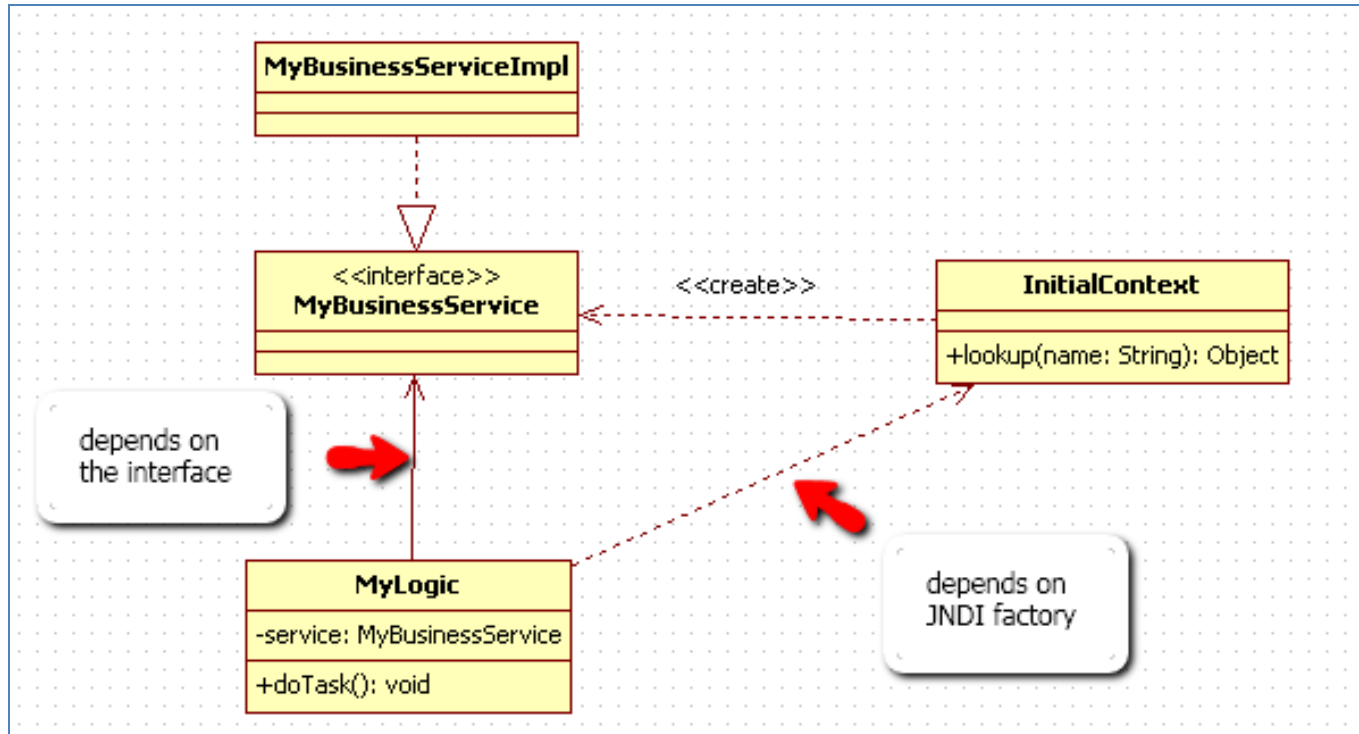 MyBusinessServiceImpl
<<interface>>
MyBusinessService
<<create>>
InitialContext
+lookup(name: String): Object
depends on
the interface
MyLogic
-service: MyBusinessService
+doTask(): void
depends on
JNDI factory